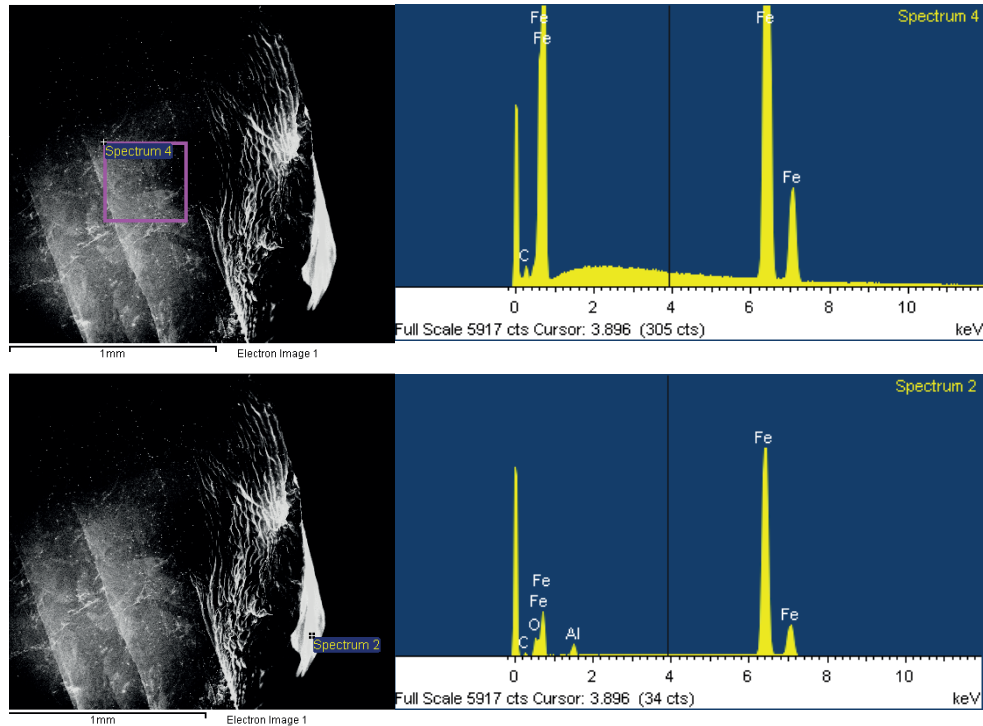 Spectrum 4
Fe
Fe
Fe
Fe
C
Spectrum 4
0 2 4 6 8 10
Full Scale 5917 cts Cursor: 3.896 (305 cts) keV
1mm Electron Image 1
Spectrum 2
Fe
Fe
Fe
O
Fe
Al
C
Spectrum 2
0 2 4 6 8 10
Full Scale 5917 cts Cursor: 3.896 (34 cts) keV
1mm Electron Image 1